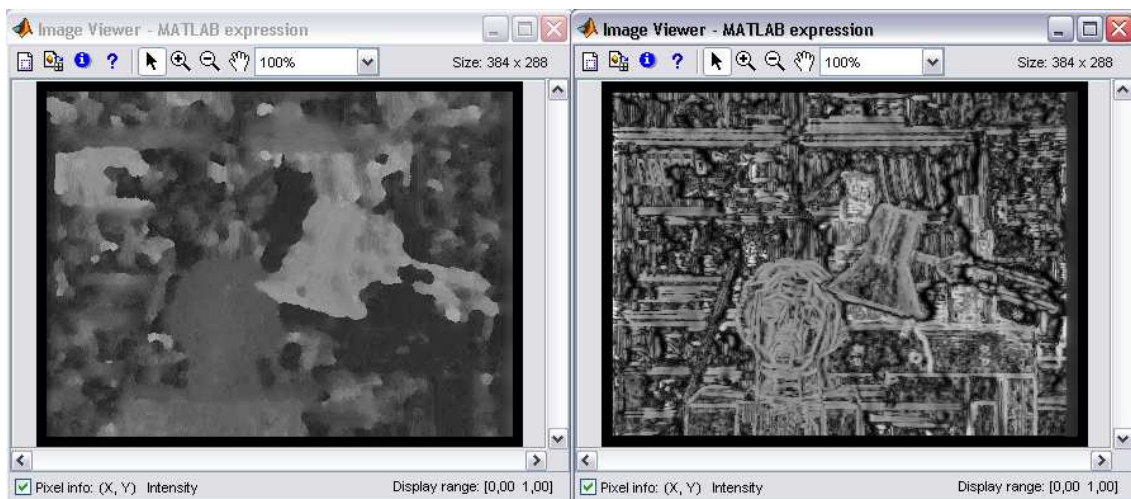 Image Viewer - MATLAB expression
100%
Size: 384 x 288
Pixel info: (X, Y) Intensity
Display range: [0,00 1,00]
Image Viewer - MATLAB expression
100%
Size: 384 x 288
Pixel info: (X, Y) Intensity
Display range: [0,00 1,00]